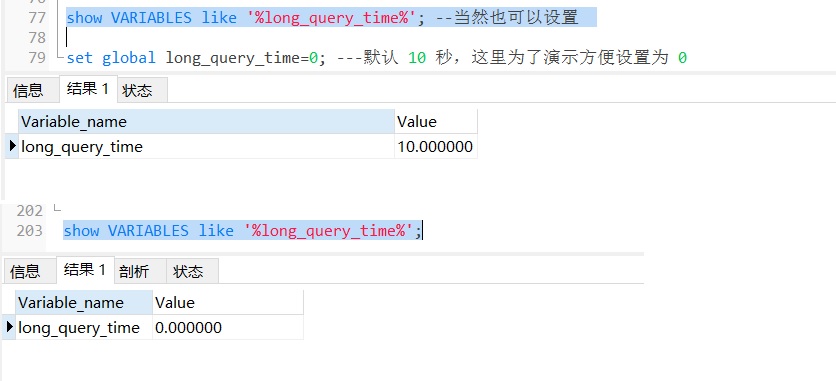 76
77 show VARIABLES like '%long_query_time%'; --当然也可以设置
78
79 set global long_query_time=0; ---默认 10 秒，这里为了演示方便设置为 0
信息 结果 1 状态
Variable_name Value
long_query_time 10.000000
202
203 show VARIABLES like '%long_query_time%';
信息 结果 1 剖析 状态
Variable_name Value
long_query_time 0.000000